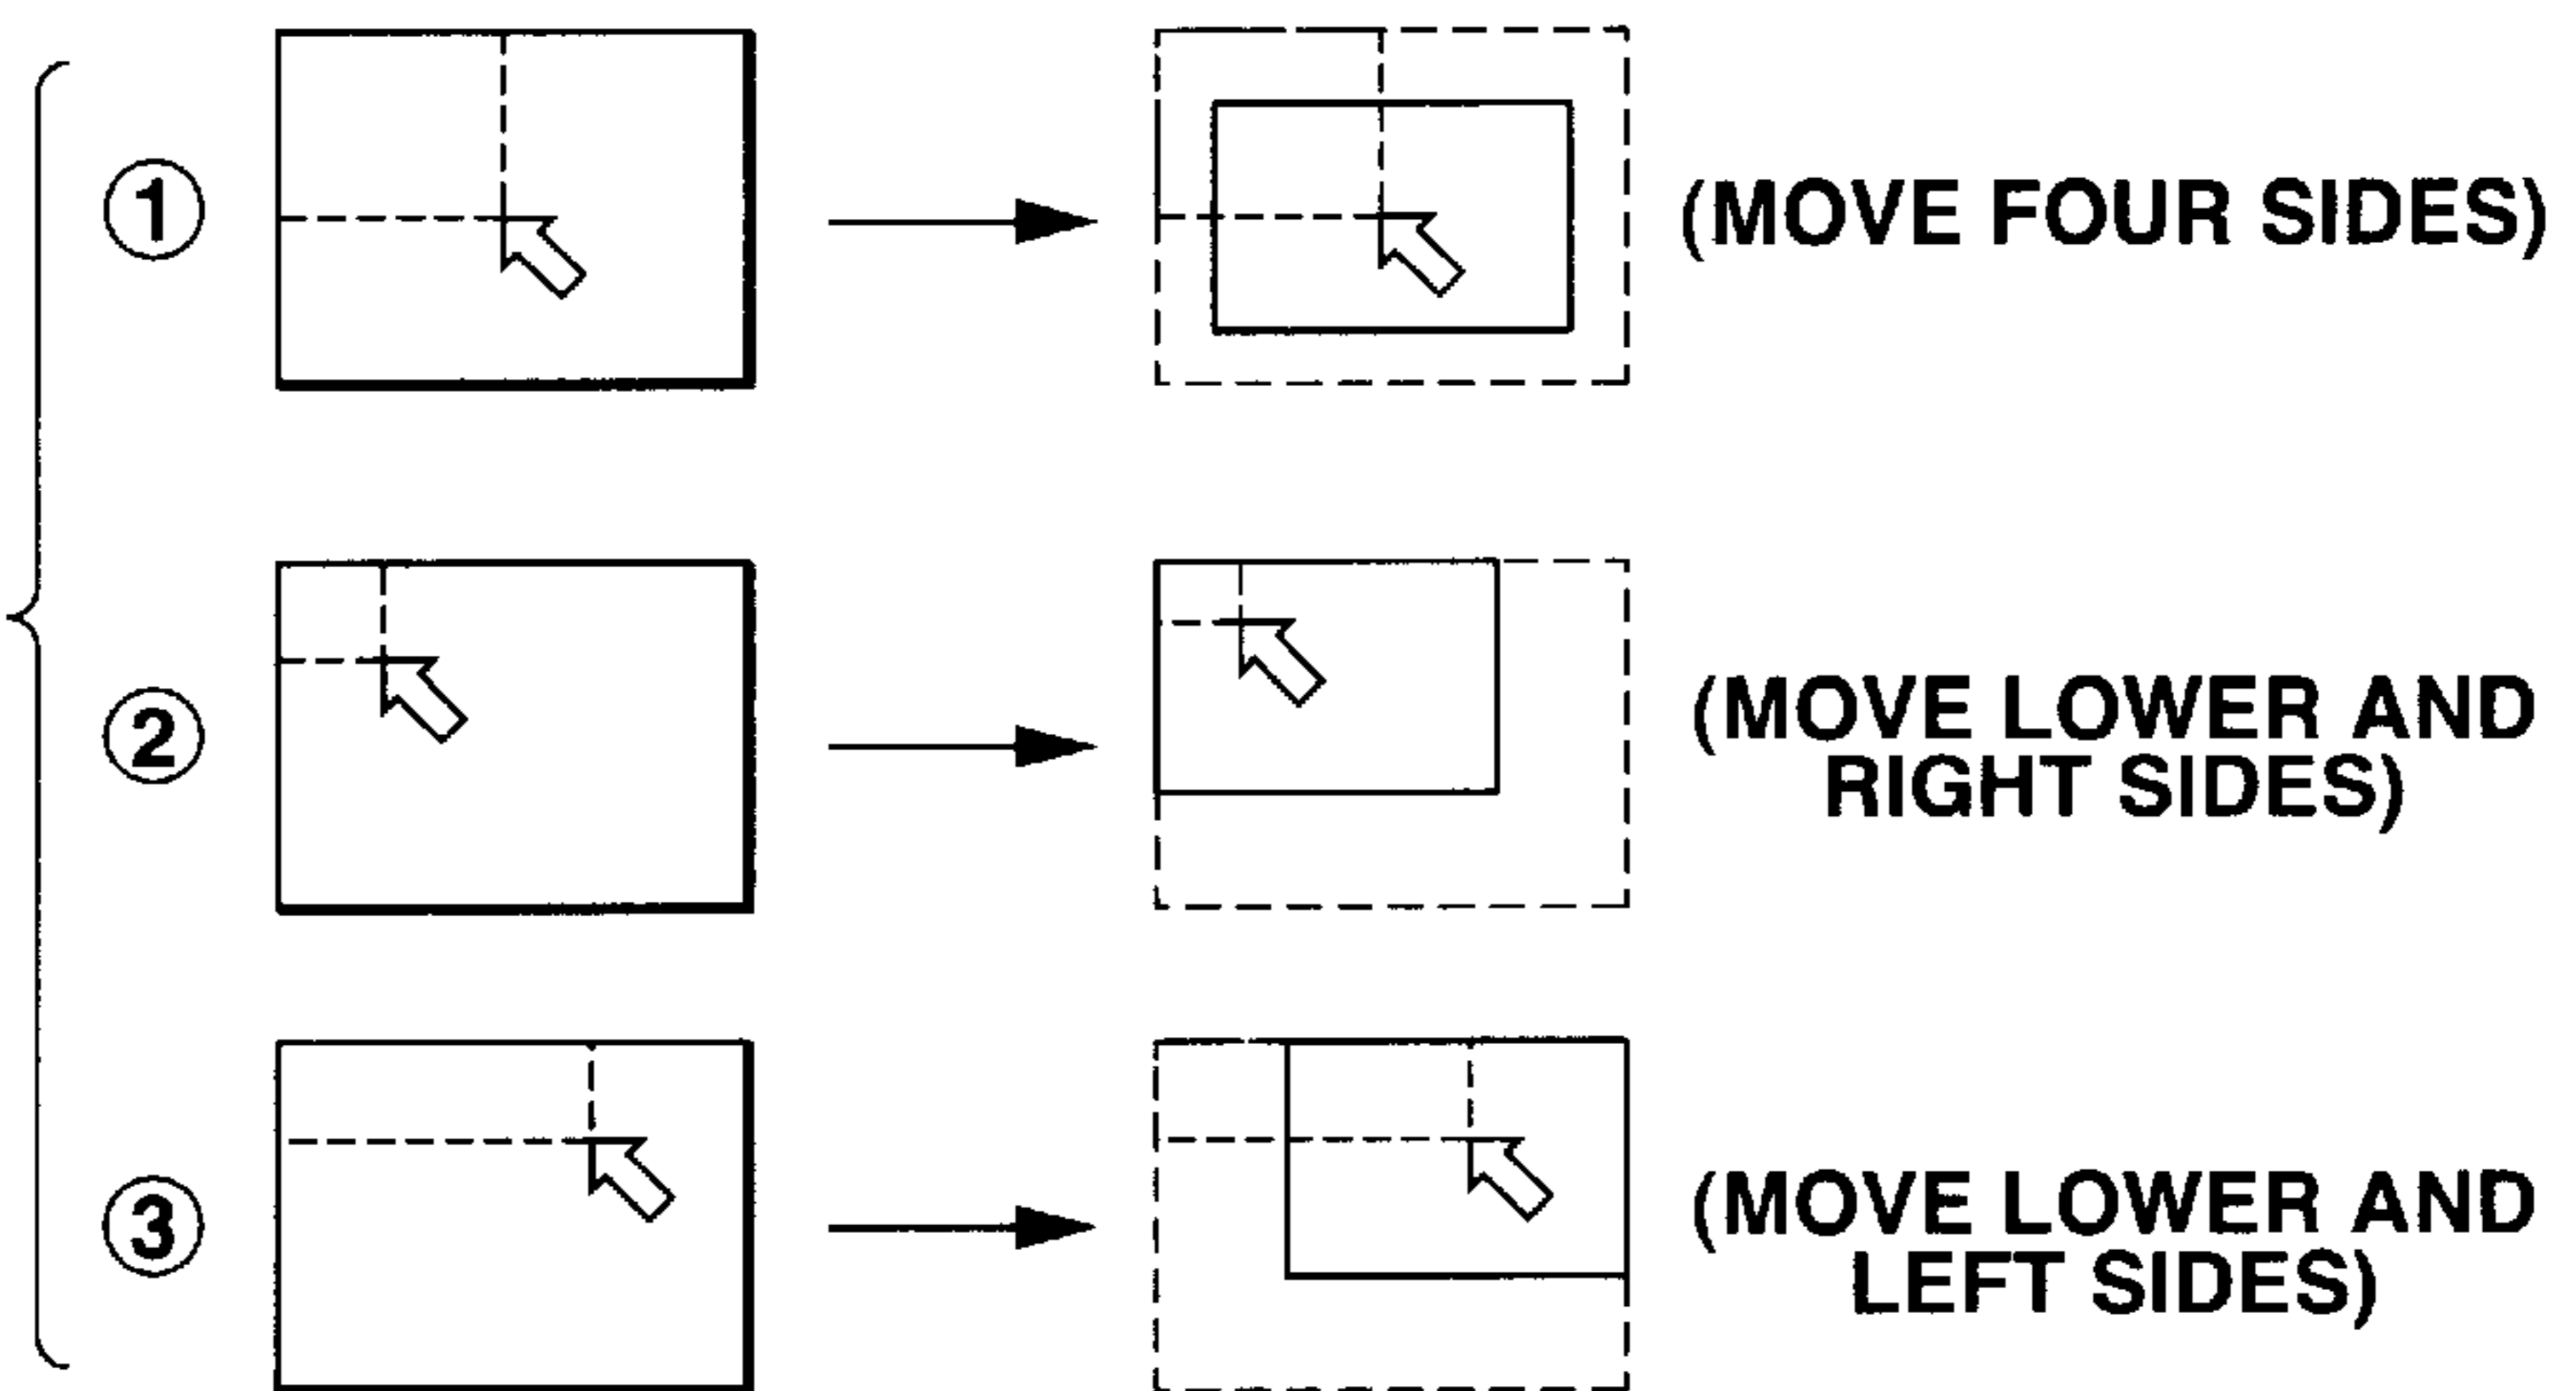 ① (MOVE FOUR SIDES)
② (MOVE LOWER AND
RIGHT SIDES)
③ (MOVE LOWER AND
LEFT SIDES)